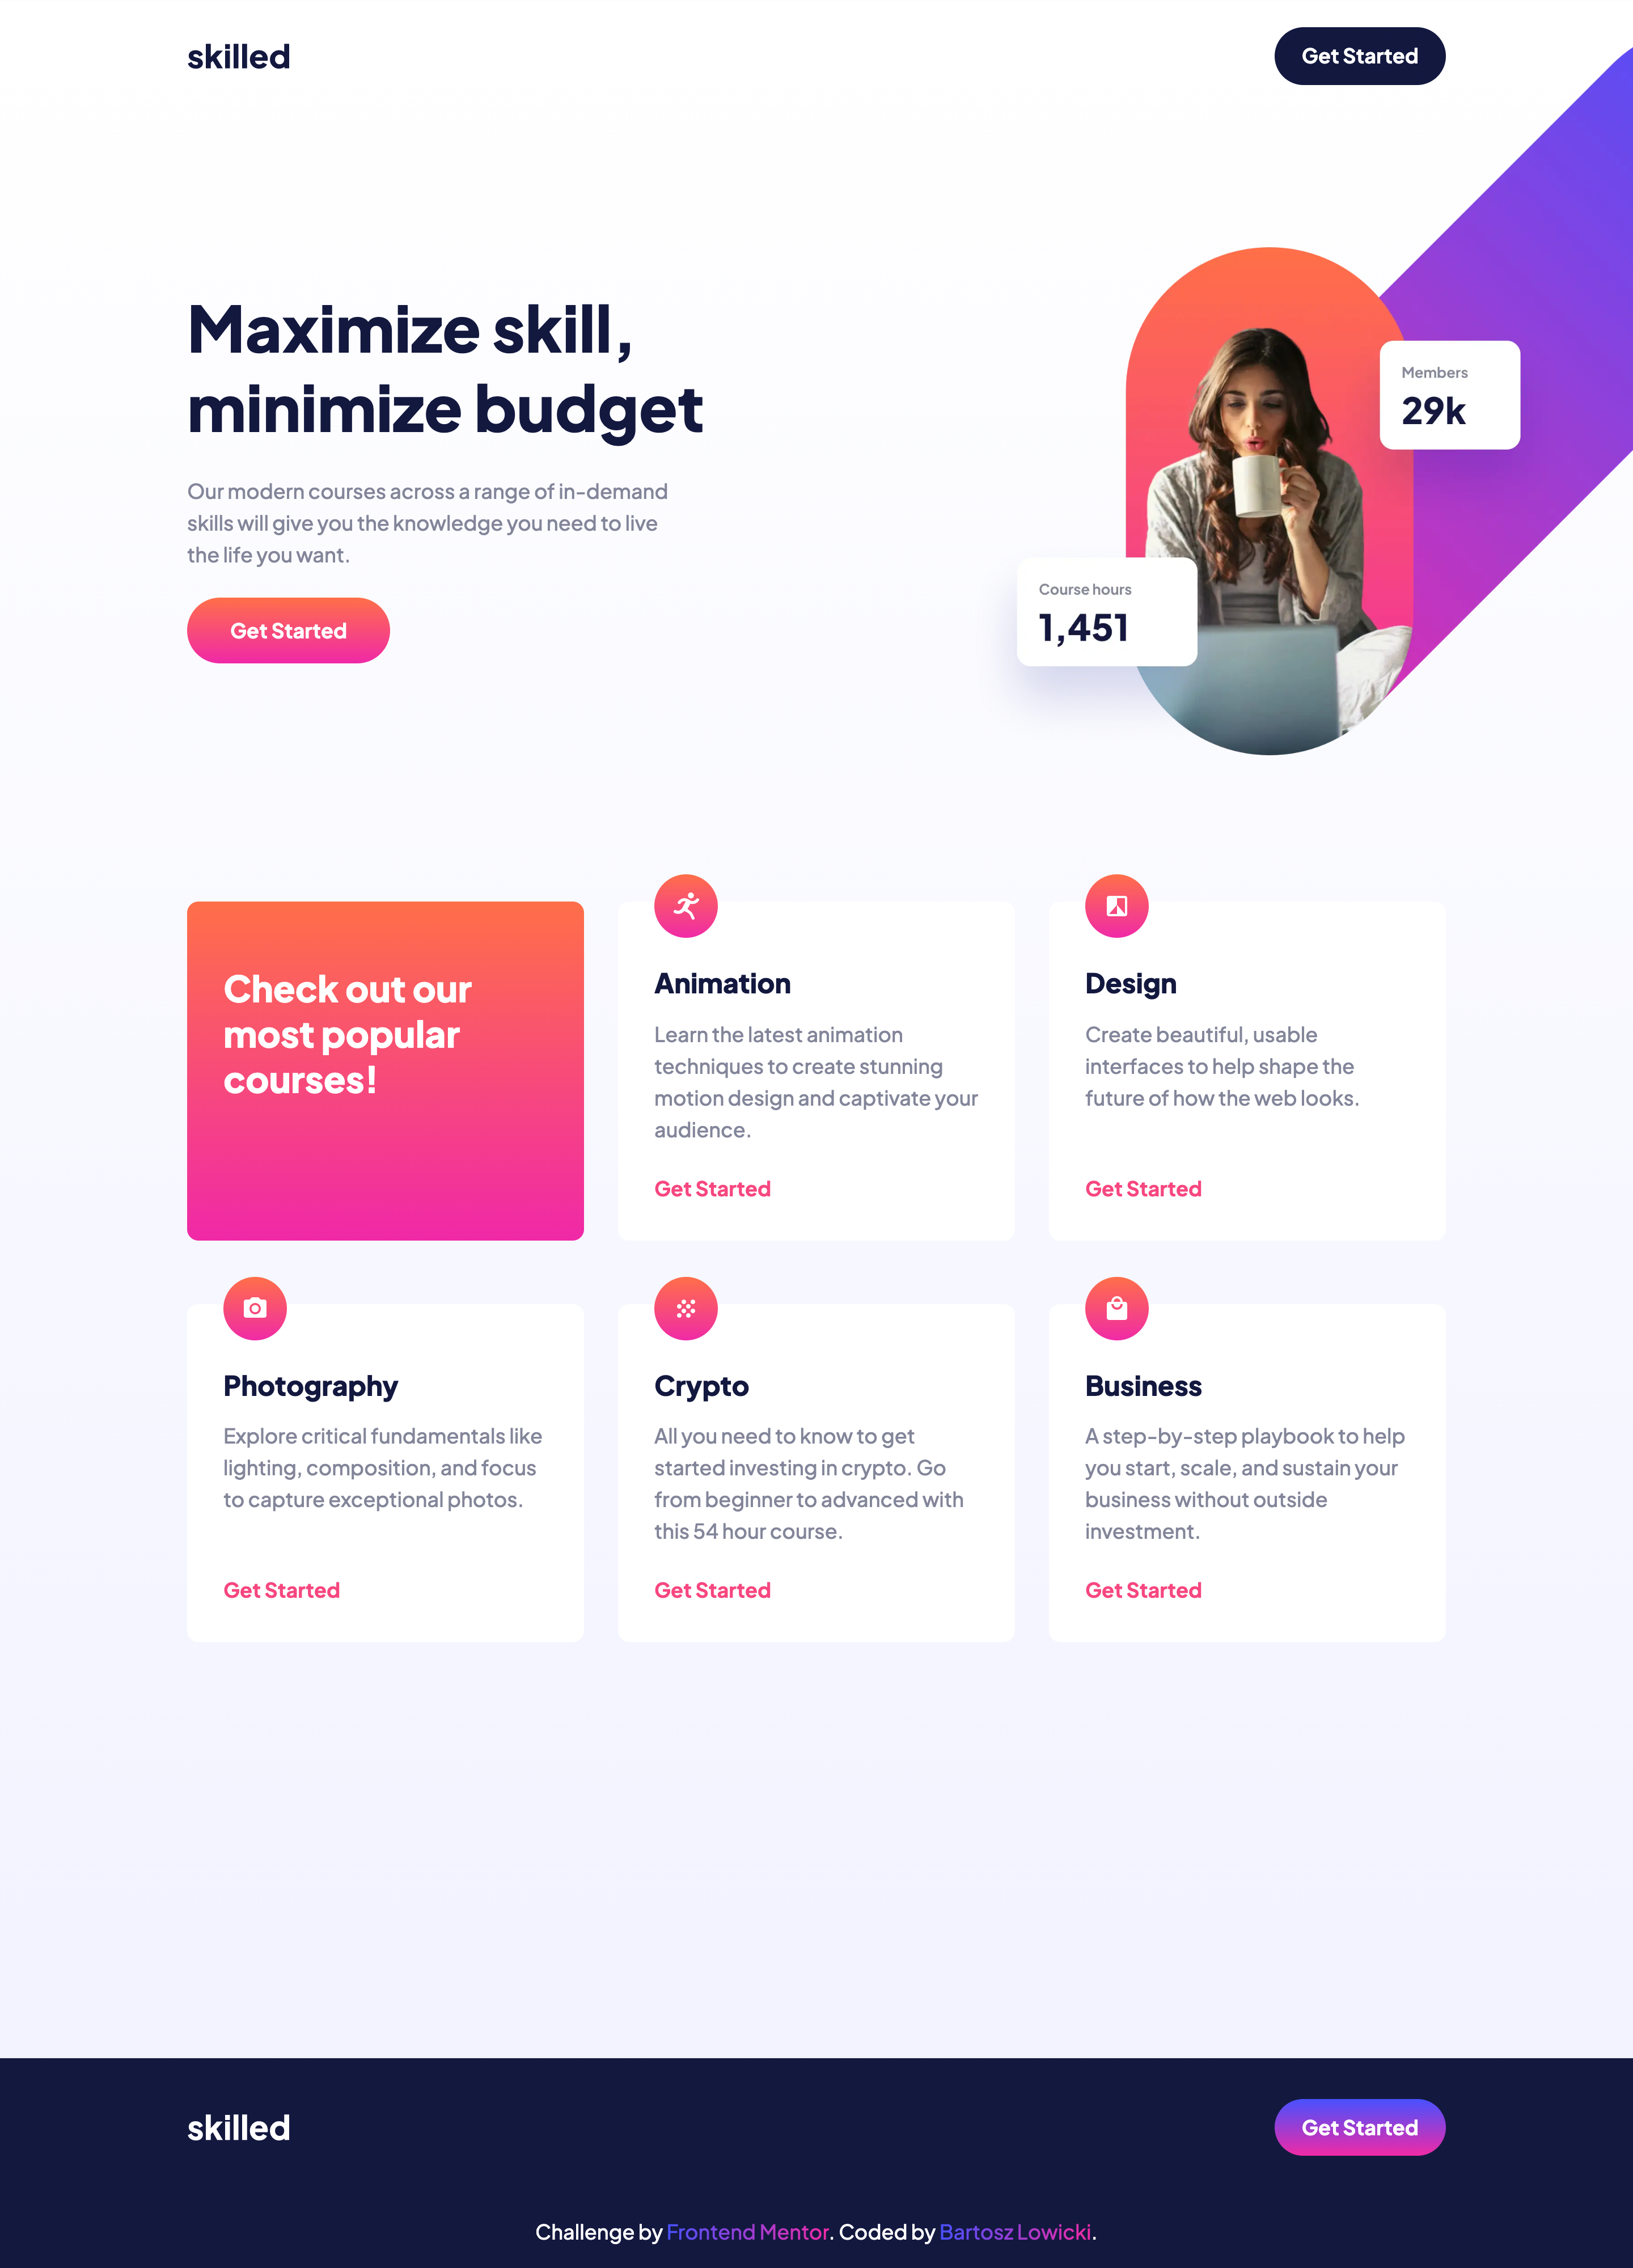 skilled
Get Started
Maximize skill,
minimize budget
Our modern courses across a range of in-demand
skills will give you the knowledge you need to live
the life you want.
Get Started
Members
29k
Course hours
1,451
Check out our
most popular
courses!
Animation
Learn the latest animation
techniques to create stunning
motion design and captivate your
audience.
Get Started
Design
Create beautiful, usable
interfaces to help shape the
future of how the web looks.
Get Started
Photography
Explore critical fundamentals like
lighting, composition, and focus
to capture exceptional photos.
Get Started
Crypto
All you need to know to get
started investing in crypto. Go
from beginner to advanced with
this 54 hour course.
Get Started
Business
A step-by-step playbook to help
you start, scale, and sustain your
business without outside
investment.
Get Started
skilled
Get Started
Challenge by Frontend Mentor. Coded by Bartosz Lowicki.